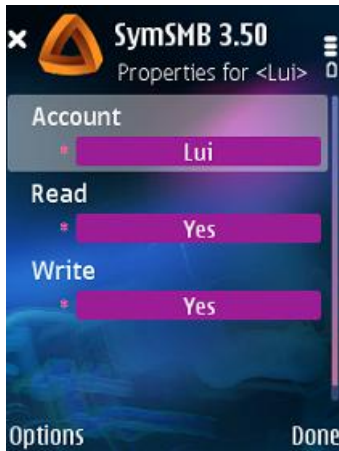 SymSMB 3.50
Properties for <Lui>
Account
* Lui
Read
* Yes
Write
* Yes
Options Done